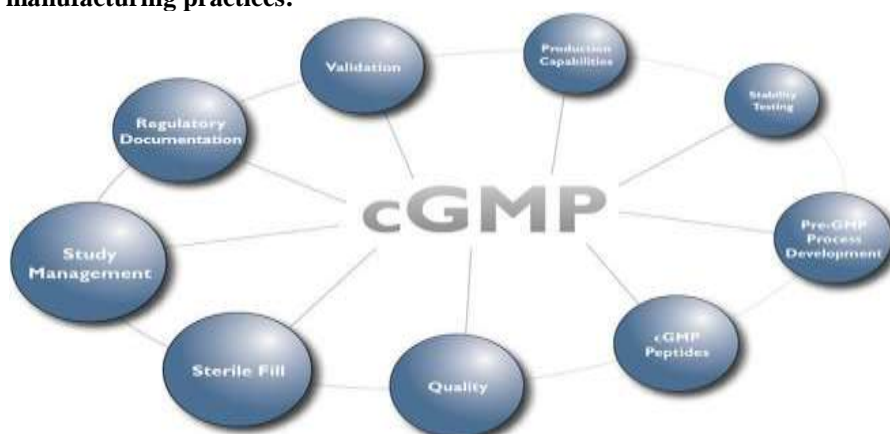 manufacturing practices:
Validation
Production
Capabilities
Stability
Testing
Regulatory
Documentation
cGMP
Pre-GMP
Process
Development
Study
Management
cGMP
Peptides
Sterile Fill
Quality